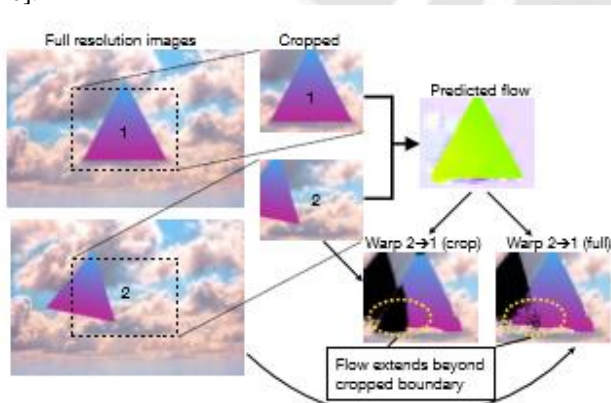 Full resolution images
Cropped
1
1
Predicted flow
2
2
Warp 2→1 (crop)
Warp 2→1 (full)
Flow extends beyond
cropped boundary